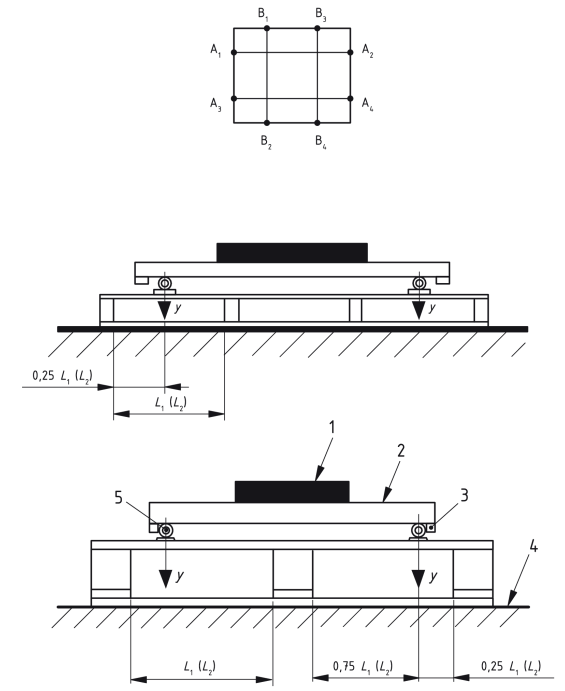 B1 B3
A1 A2
A3 A4
B2 B4
y y
0,25 L1 (L2)
L1 (L2)
1
2
5 3
4
y y
L1 (L2) 0,75 L1 (L2) 0,25 L1 (L2)